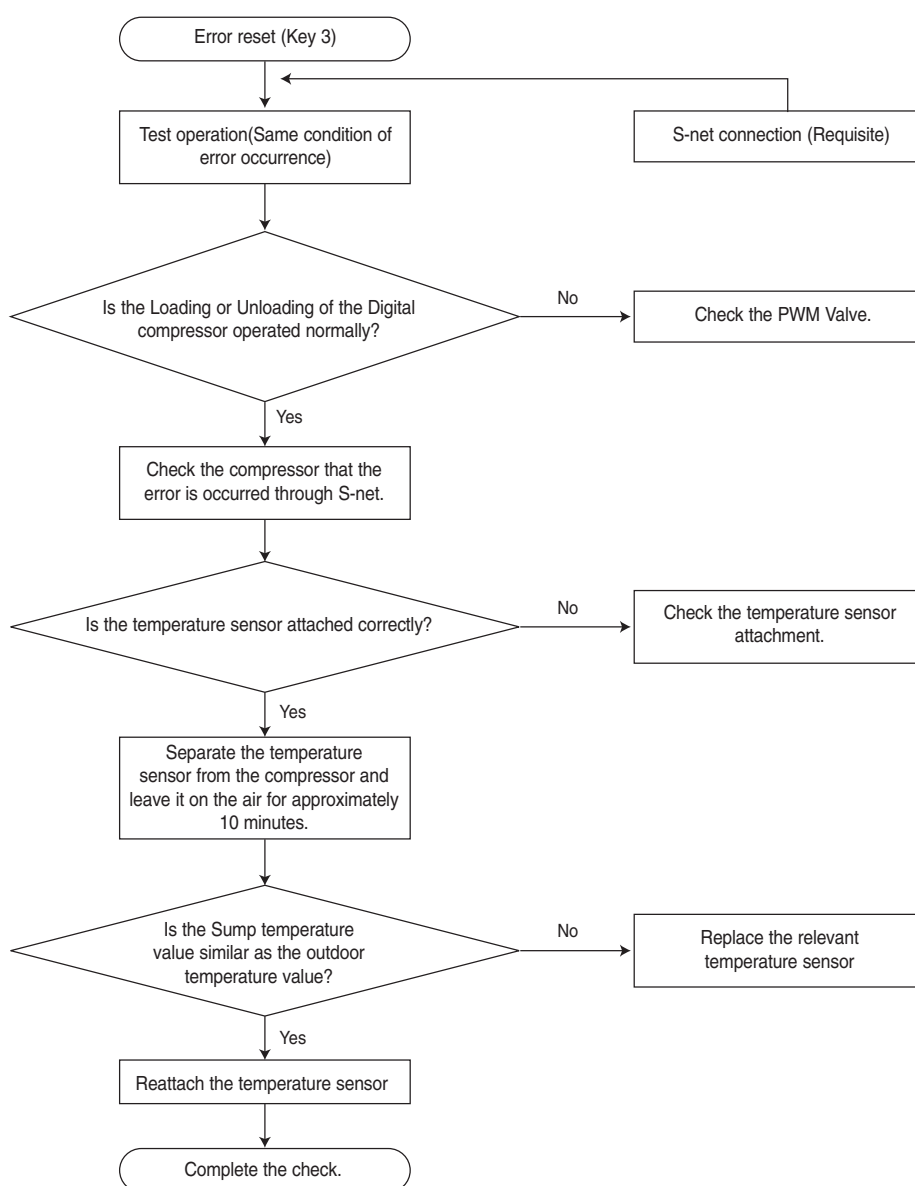 Error reset (Key 3)
Test operation(Same condition of
error occurrence)
S-net connection (Requisite)
Is the Loading or Unloading of the Digital
compressor operated normally?
No
Check the PWM Valve.
Yes
Check the compressor that the
error is occurred through S-net.
Is the temperature sensor attached correctly?
No
Check the temperature sensor
attachment.
Yes
Separate the temperature
sensor from the compressor and
leave it on the air for approximately
10 minutes.
Is the Sump temperature
value similar as the outdoor
temperature value?
No
Replace the relevant
temperature sensor
Yes
Reattach the temperature sensor
Complete the check.